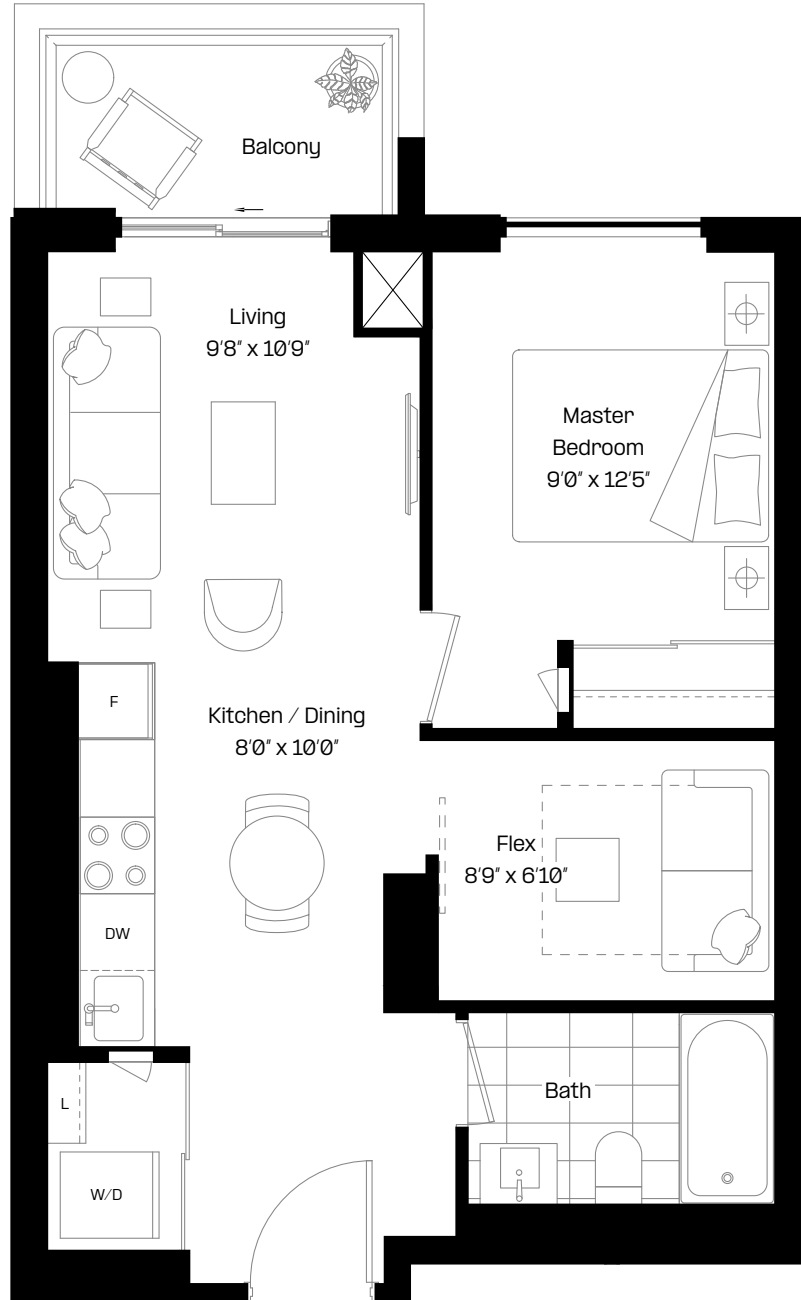 Balcony
Living
9'8" x 10'9"
Master
Bedroom
9'0" x 12'5"
F
Kitchen / Dining
8'0" x 10'0"
Flex
8'9" x 6'10"
DW
Bath
L
W/D